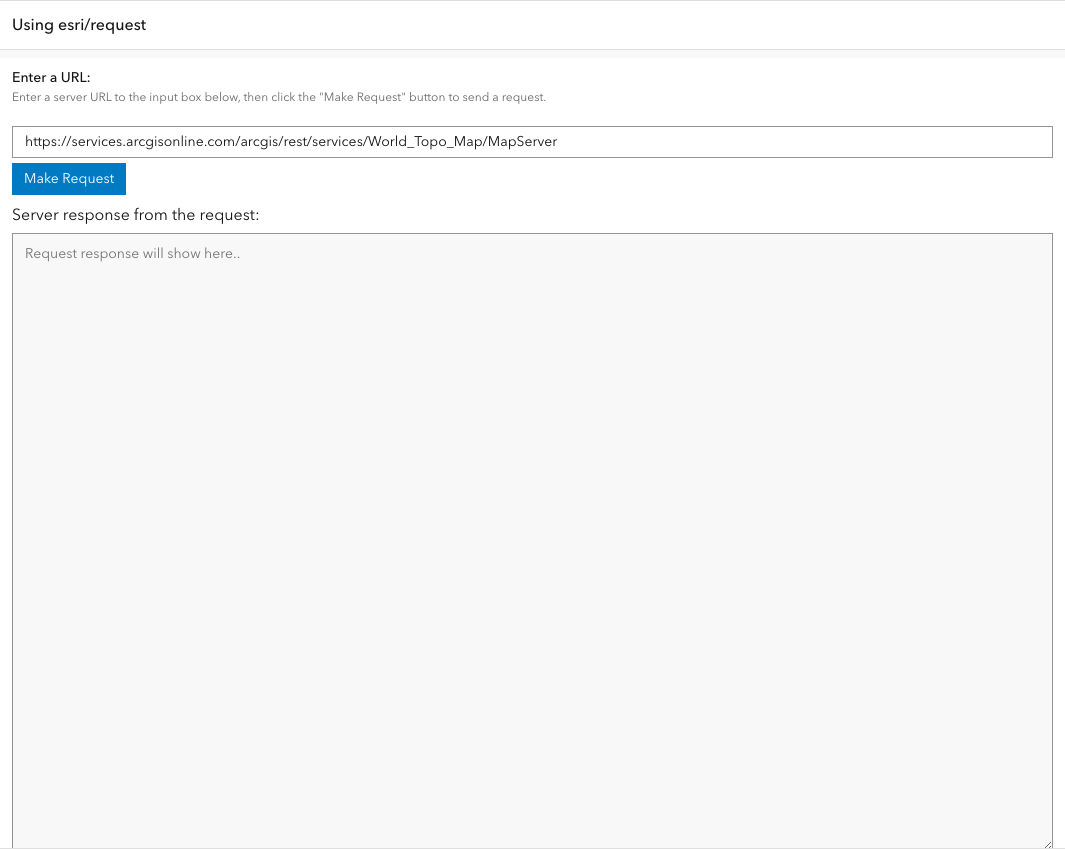 Using esri/request
Enter a URL:
Enter a server URL to the input box below, then click the "Make Request" button to send a request.
https://services.arcgisonline.com/arcgis/rest/services/World_Topo_Map/MapServer
Make Request
Server response from the request:
Request response will show here..